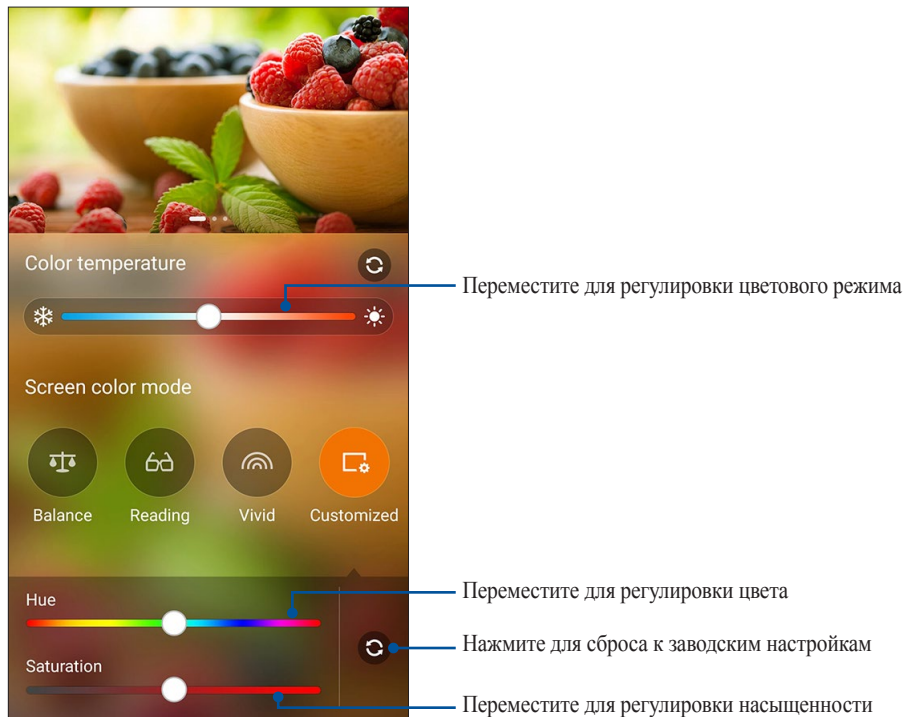 Color temperature
Переместите для регулировки цветового режима
Screen color mode
Balance Reading Vivid Customized
Hue
Переместите для регулировки цвета
Нажмите для сброса к заводским настройкам
Saturation
Переместите для регулировки насыщенности